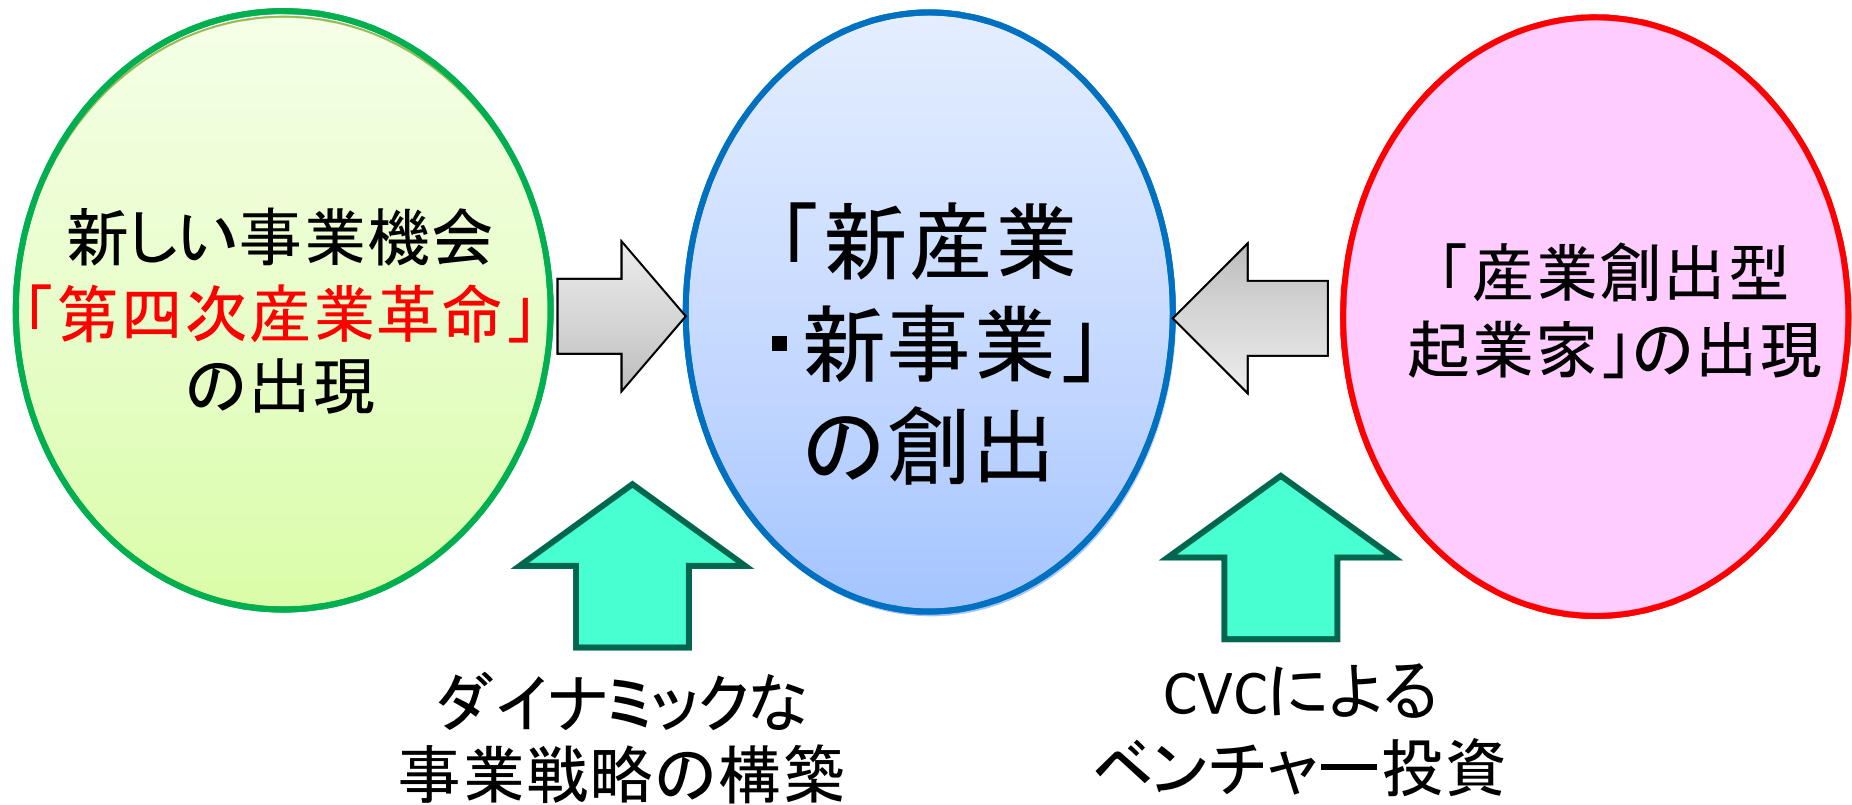 新しい事業機会
「第四次産業革命」
の出現
「新産業
・新事業」
の創出
「産業創出型
起業家」の出現
ダイナミックな
事業戦略の構築
CVCによる
ベンチャー投資